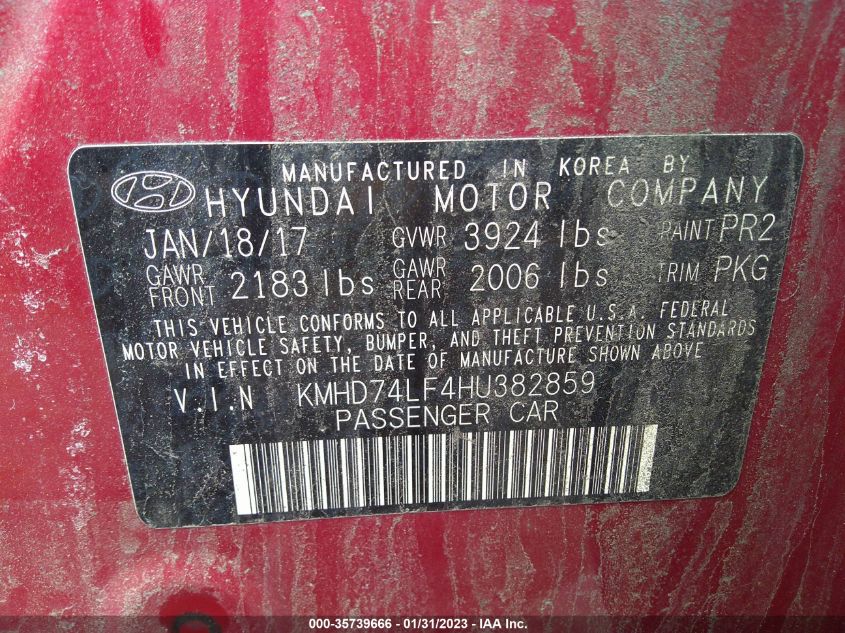 MANUFACTURED IN KOREA BY
HYUNDAI MOTOR COMPANY
JAN/18/17 GVWR 3924 lbs PAINT PR2
GAWR FRONT 2183 lbs GAWR REAR 2006 lbs TRIM PKG
THIS VEHICLE CONFORMS TO ALL APPLICABLE U.S.A. FEDERAL
MOTOR VEHICLE SAFETY, BUMPER, AND THEFT PREVENTION STANDARDS
IN EFFECT ON THE DATE OF MANUFACTURE SHOWN ABOVE.
V.I.N KMHD74LF4HU382859
PASSENGER CAR
000-35739666 - 01/31/2023 - IAA Inc.